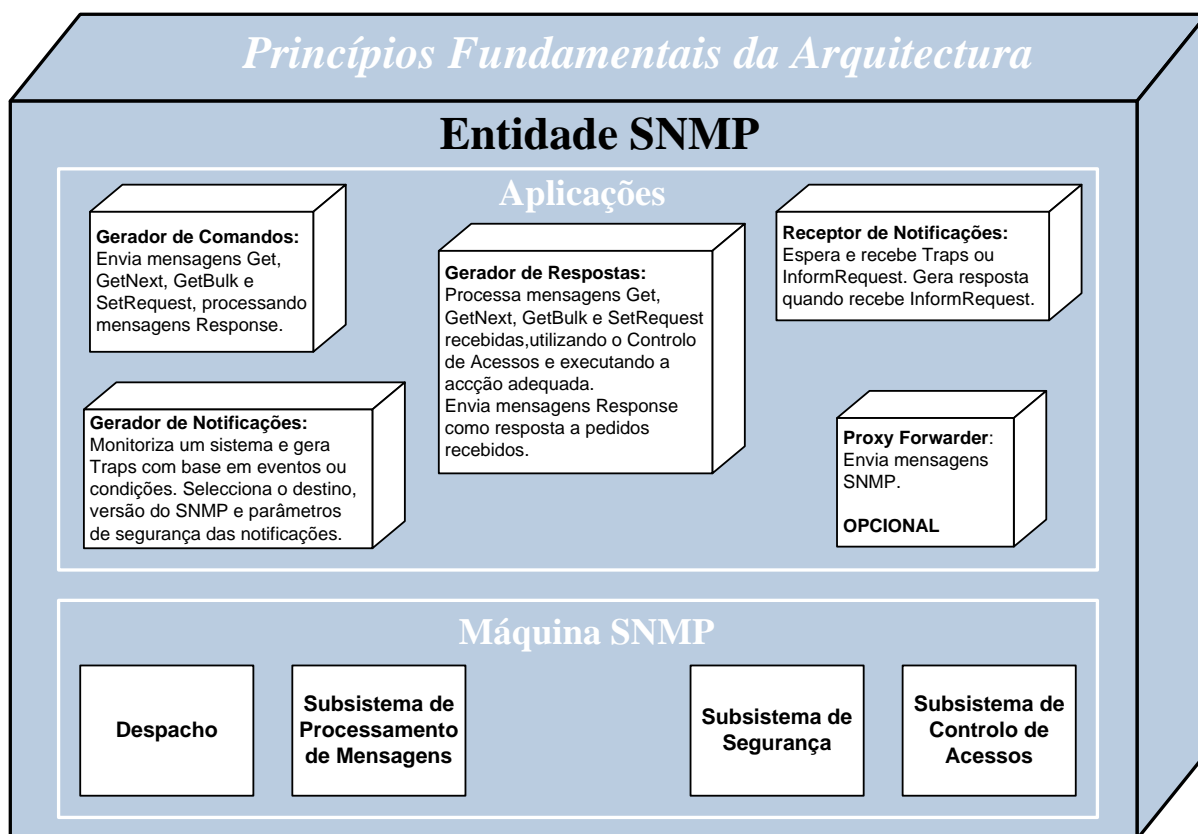 Princípios Fundamentais da Arquitectura
Entidade SNMP
Aplicações
Gerador de Comandos:
Envia mensagens Get,
GetNext, GetBulk e
SetRequest, processando
mensagens Response.
Gerador de Respostas:
Processa mensagens Get,
GetNext, GetBulk e SetRequest
recebidas,utilizando o Controlo
de Acessos e executando a
accção adequada.
Envia mensagens Response
como resposta a pedidos
recebidos.
Receptor de Notificações:
Espera e recebe Traps ou
InformRequest. Gera resposta
quando recebe InformRequest.
Gerador de Notificações:
Monitoriza um sistema e gera
Traps com base em eventos ou
condições. Selecciona o destino,
versão do SNMP e parâmetros
de segurança das notificações.
Proxy Forwarder:
Envia mensagens
SNMP.
OPCIONAL
Máquina SNMP
Despacho
Subsistema de
Processamento
de Mensagens
Subsistema de
Segurança
Subsistema de
Controlo de
Acessos